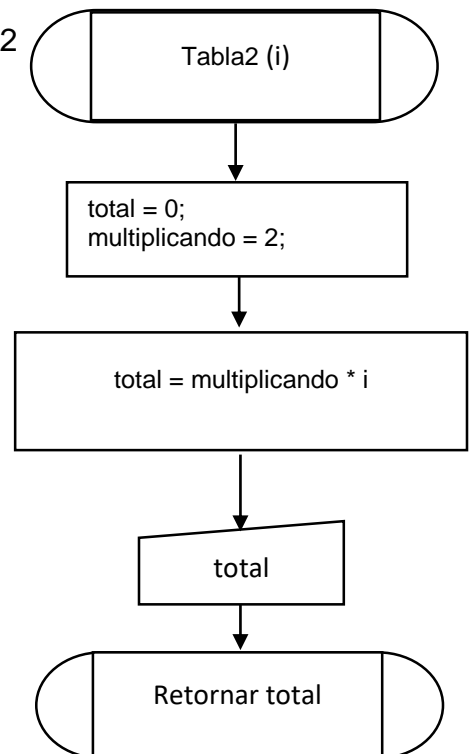 2
Tabla2 (i)
total = 0;
multiplicando = 2;
total = multiplicando * i
total
Retornar total